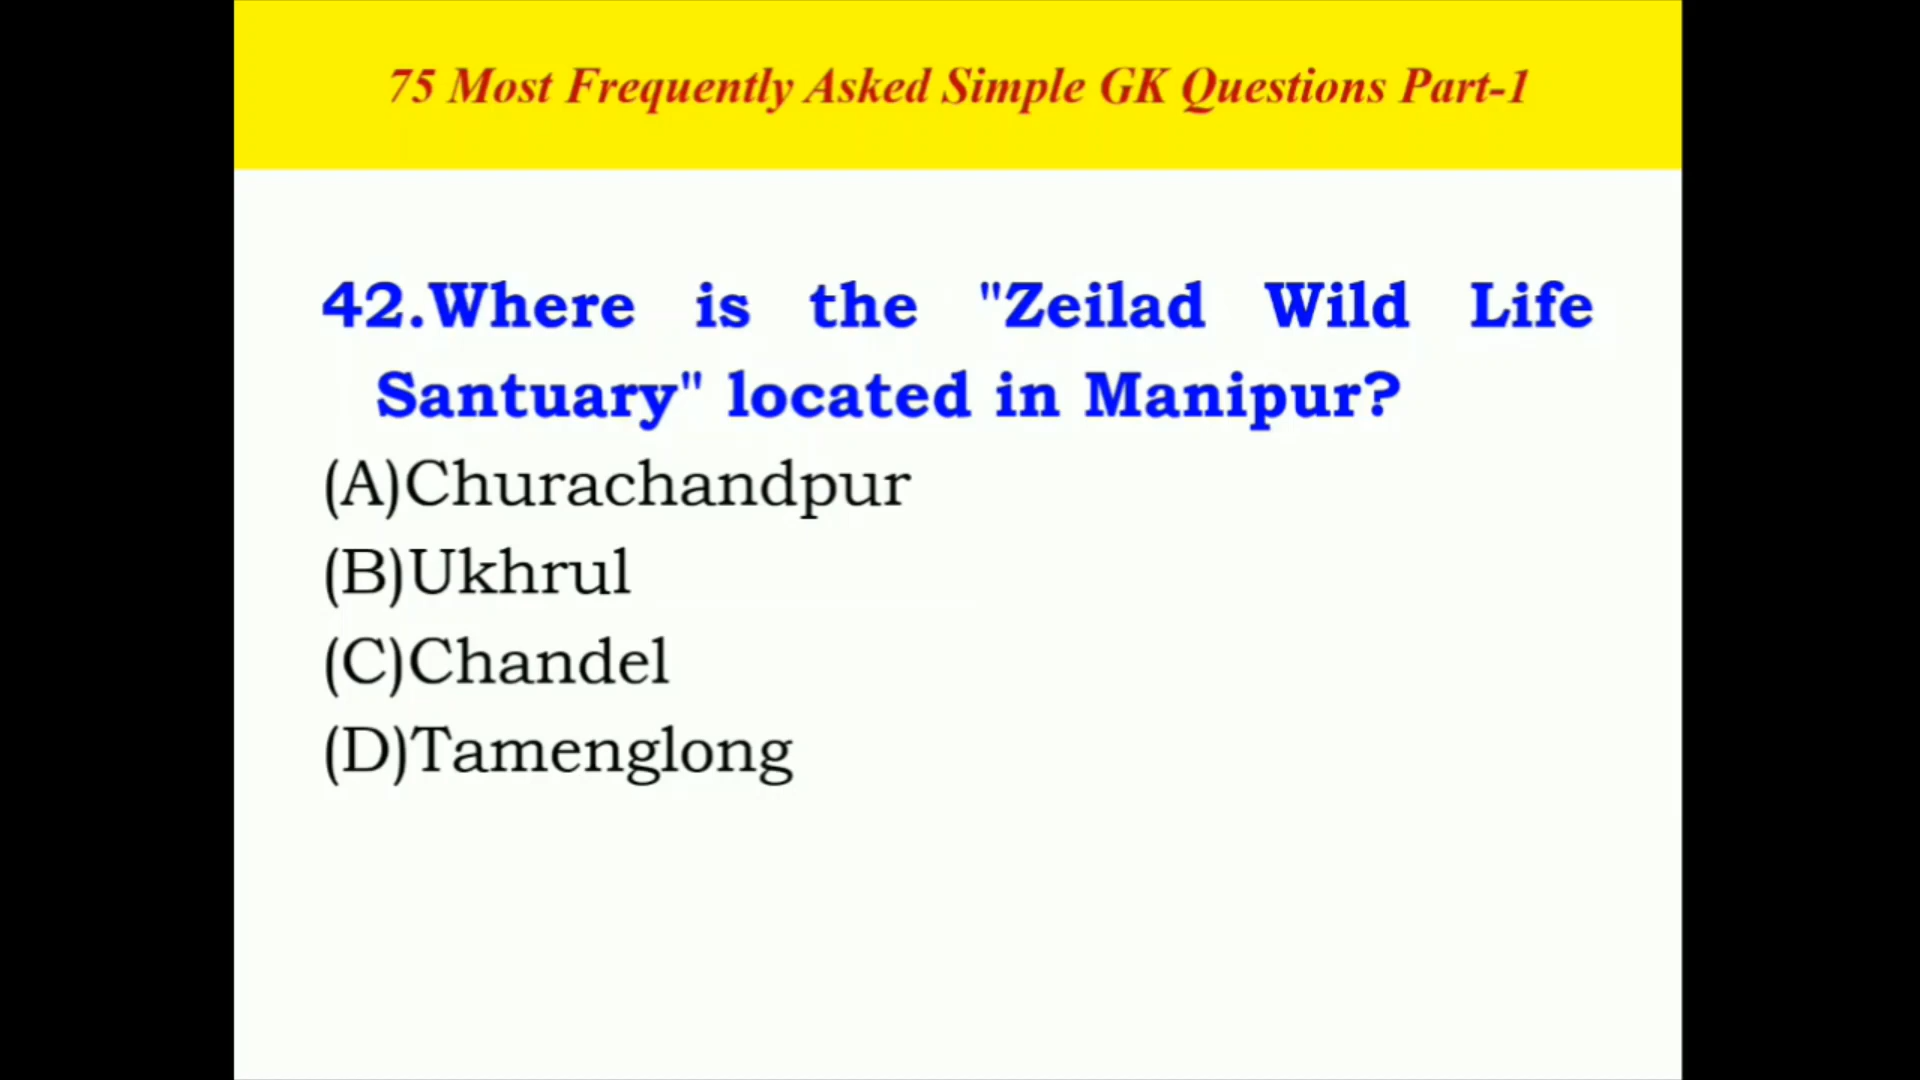 75 Most Frequently Asked Simple GK Questions Part-1
42.Where is the "Zeilad Wild Life
Santuary" located in Manipur?
(A)Churachandpur
(B)Ukhrul
(C)Chandel
(D)Tamenglong